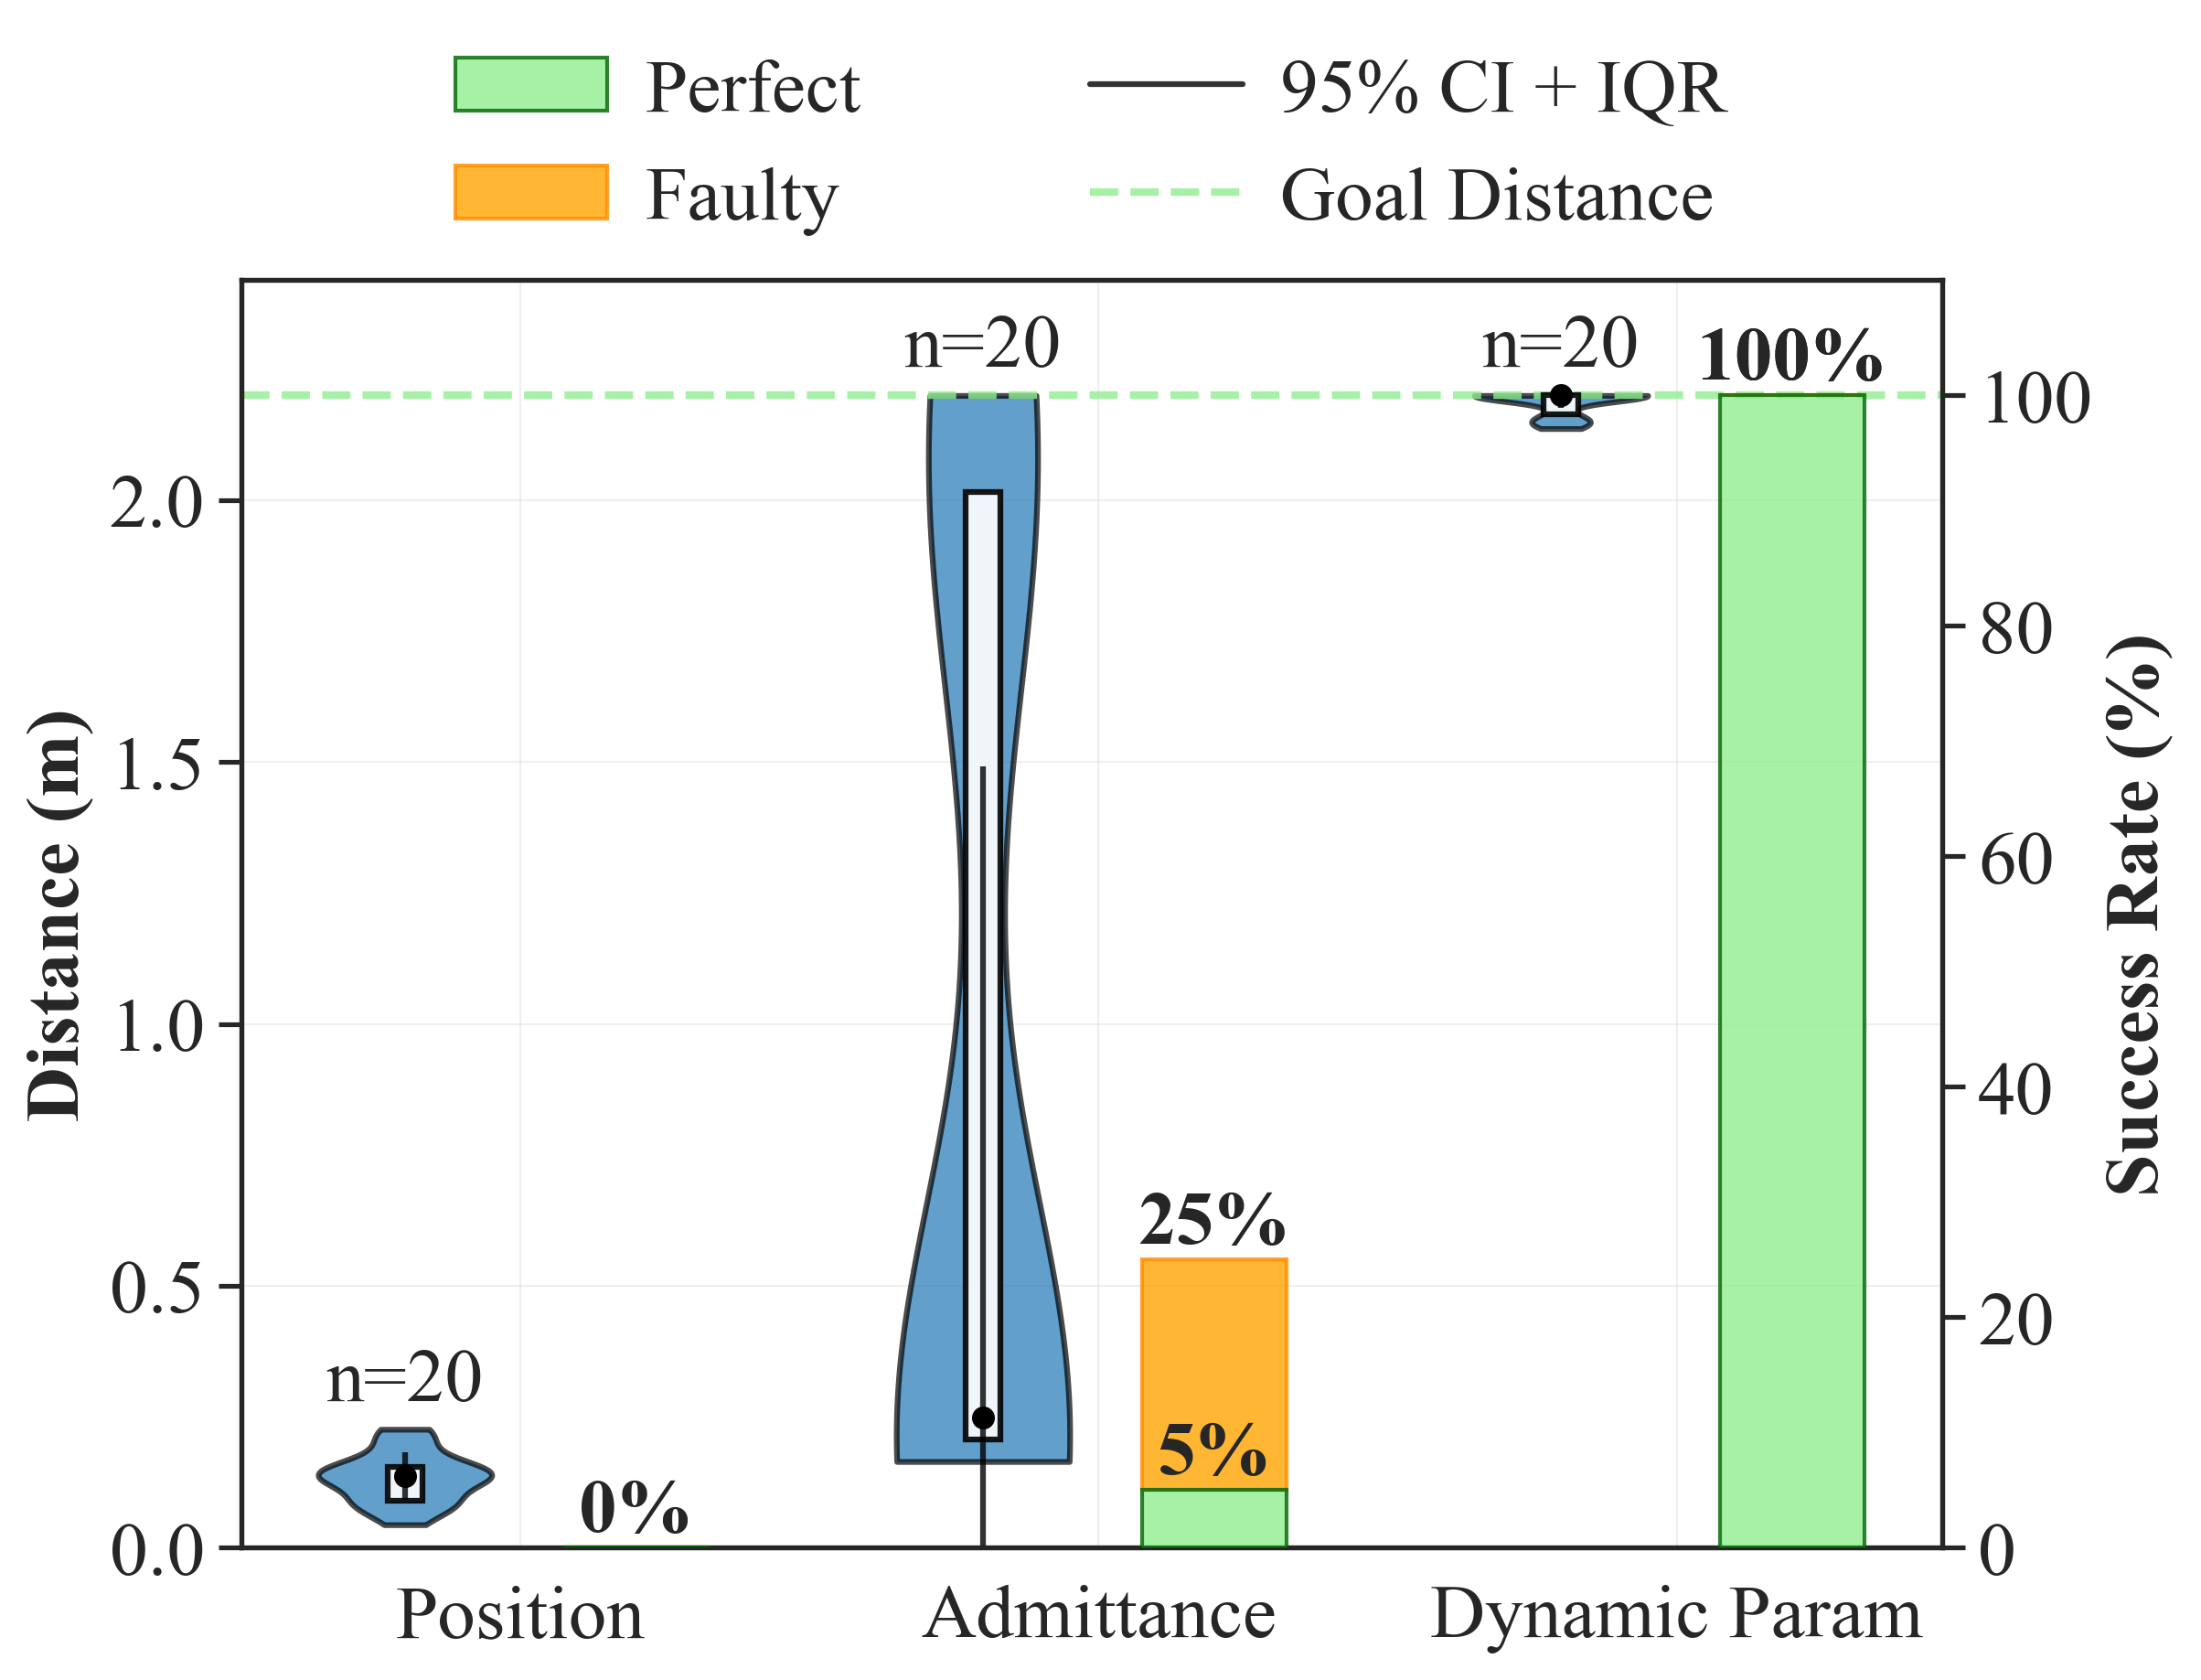 Perfect
Faulty
95% CI + IQR
Goal Distance
n=20
n=20
n=20
100%
25%
5%
0%
2.0
1.5
1.0
0.5
0.0
Distance (m)
100
80
60
40
20
0
Success Rate (%)
Position
Admittance
Dynamic Param